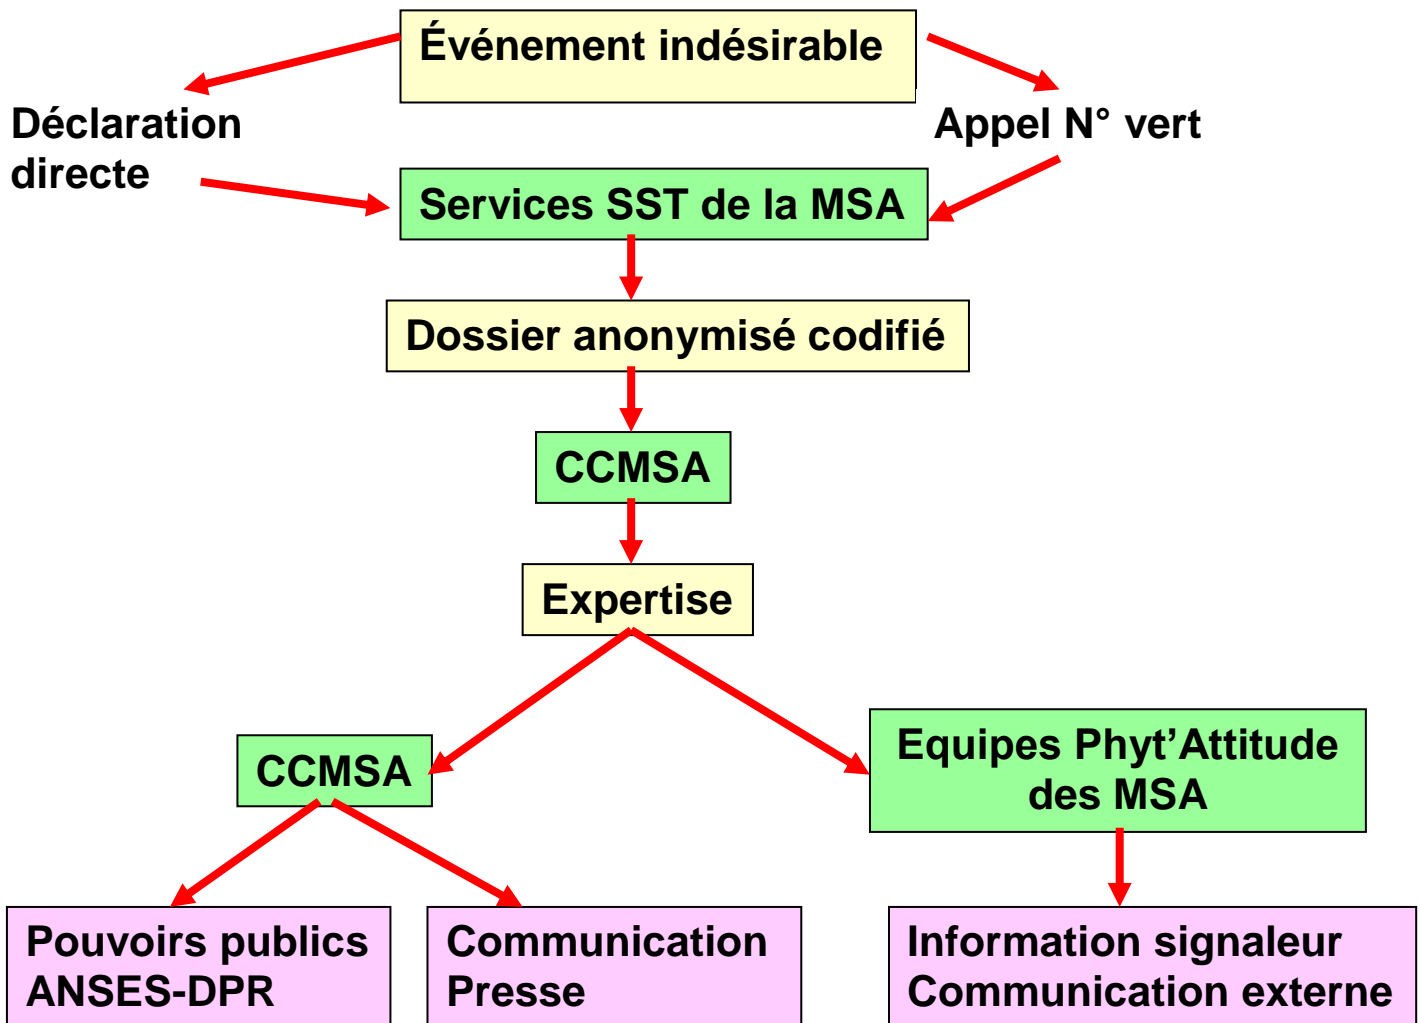 Événement indésirable
Déclaration
directe
Appel N° vert
Services SST de la MSA
Dossier anonymisé codifié
CCMSA
Expertise
CCMSA
Equipes Phyt’Attitude
des MSA
Pouvoirs publics
ANSES-DPR
Communication
Presse
Information signaleur
Communication externe